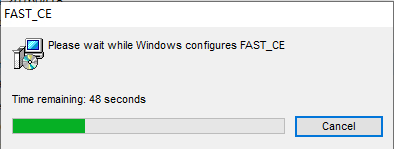 FAST_CE
Please wait while Windows configures FAST_CE
Time remaining: 48 seconds
Cancel